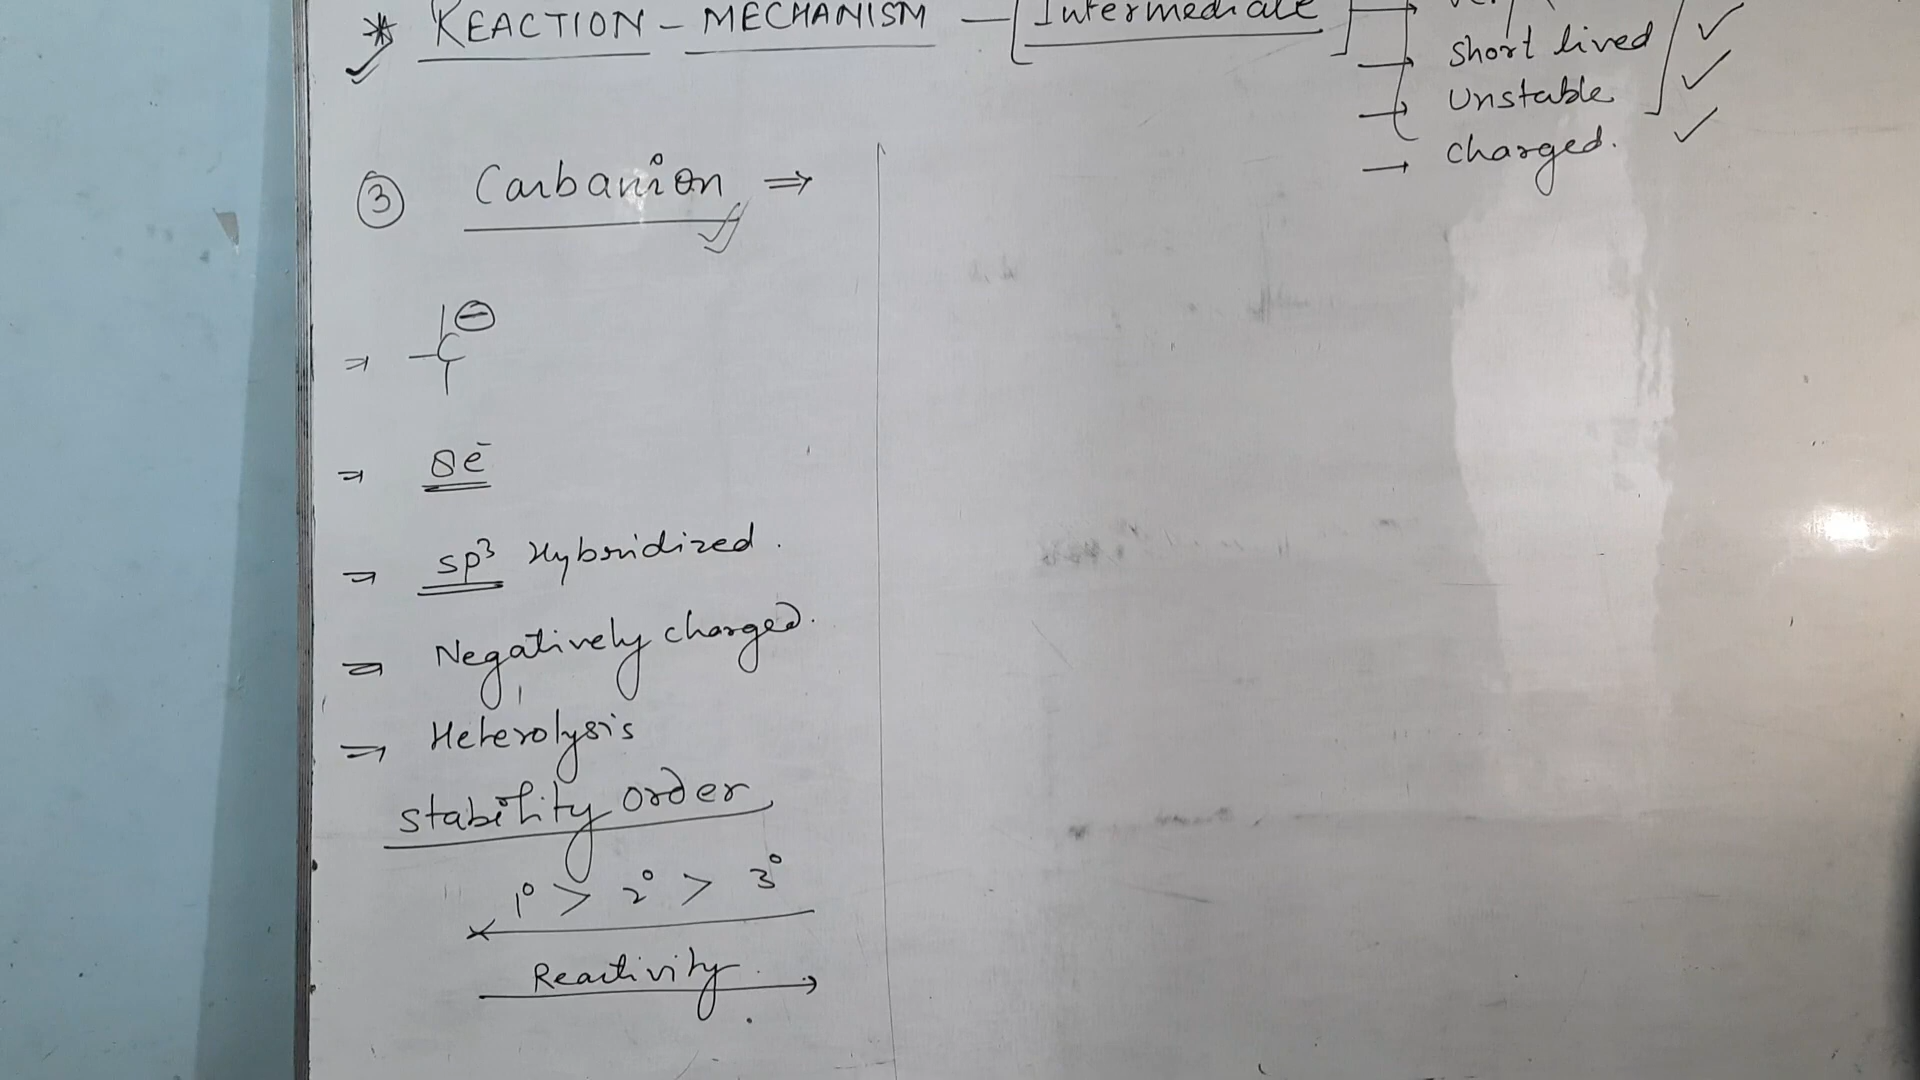 * REACTION - MECHANISM - [Intermediate]
→ Short lived
→ Unstable
→ charged.
③ Carbanion ⇒
⇒ -C ⊖
⇒ 8e⁻
⇒ sp³ Hybridized.
⇒ Negatively charged.
⇒ Heterolysis
Stability order
1° > 2° > 3°
Reactivity